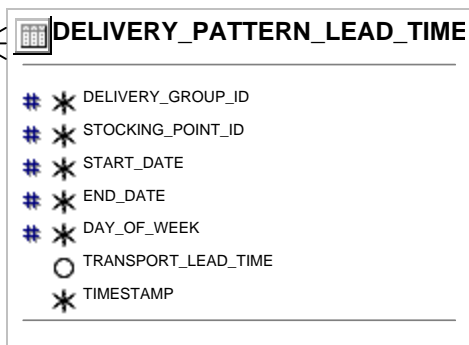 DELIVERY_PATTERN_LEAD_TIME
# * DELIVERY_GROUP_ID
# * STOCKING_POINT_ID
# * START_DATE
# * END_DATE
# * DAY_OF_WEEK
TRANSPORT_LEAD_TIME
* TIMESTAMP